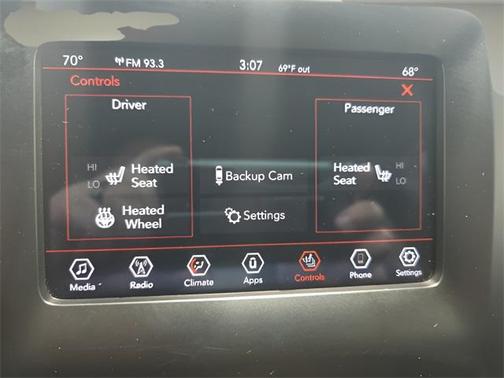 70° FM 93.3 3:07 69°F out 68°
Controls X
Driver
Passenger
HI
LO
Heated
Seat
Backup Cam
Heated
Seat
HI
LO
Heated
Wheel
Settings
Media Radio Climate Apps Controls Phone Settings